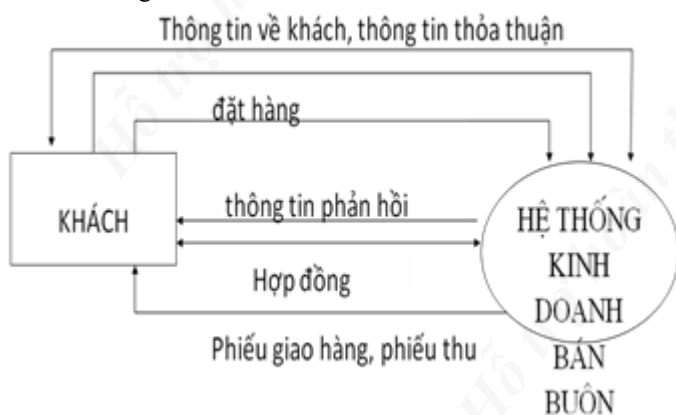 Thông tin về khách, thông tin thỏa thuận
đặt hàng
KHÁCH
thông tin phản hồi
Hợp đồng
Phiếu giao hàng, phiếu thu
HỆ THỐNG
KINH
DOANH
BÁN
BUÔN